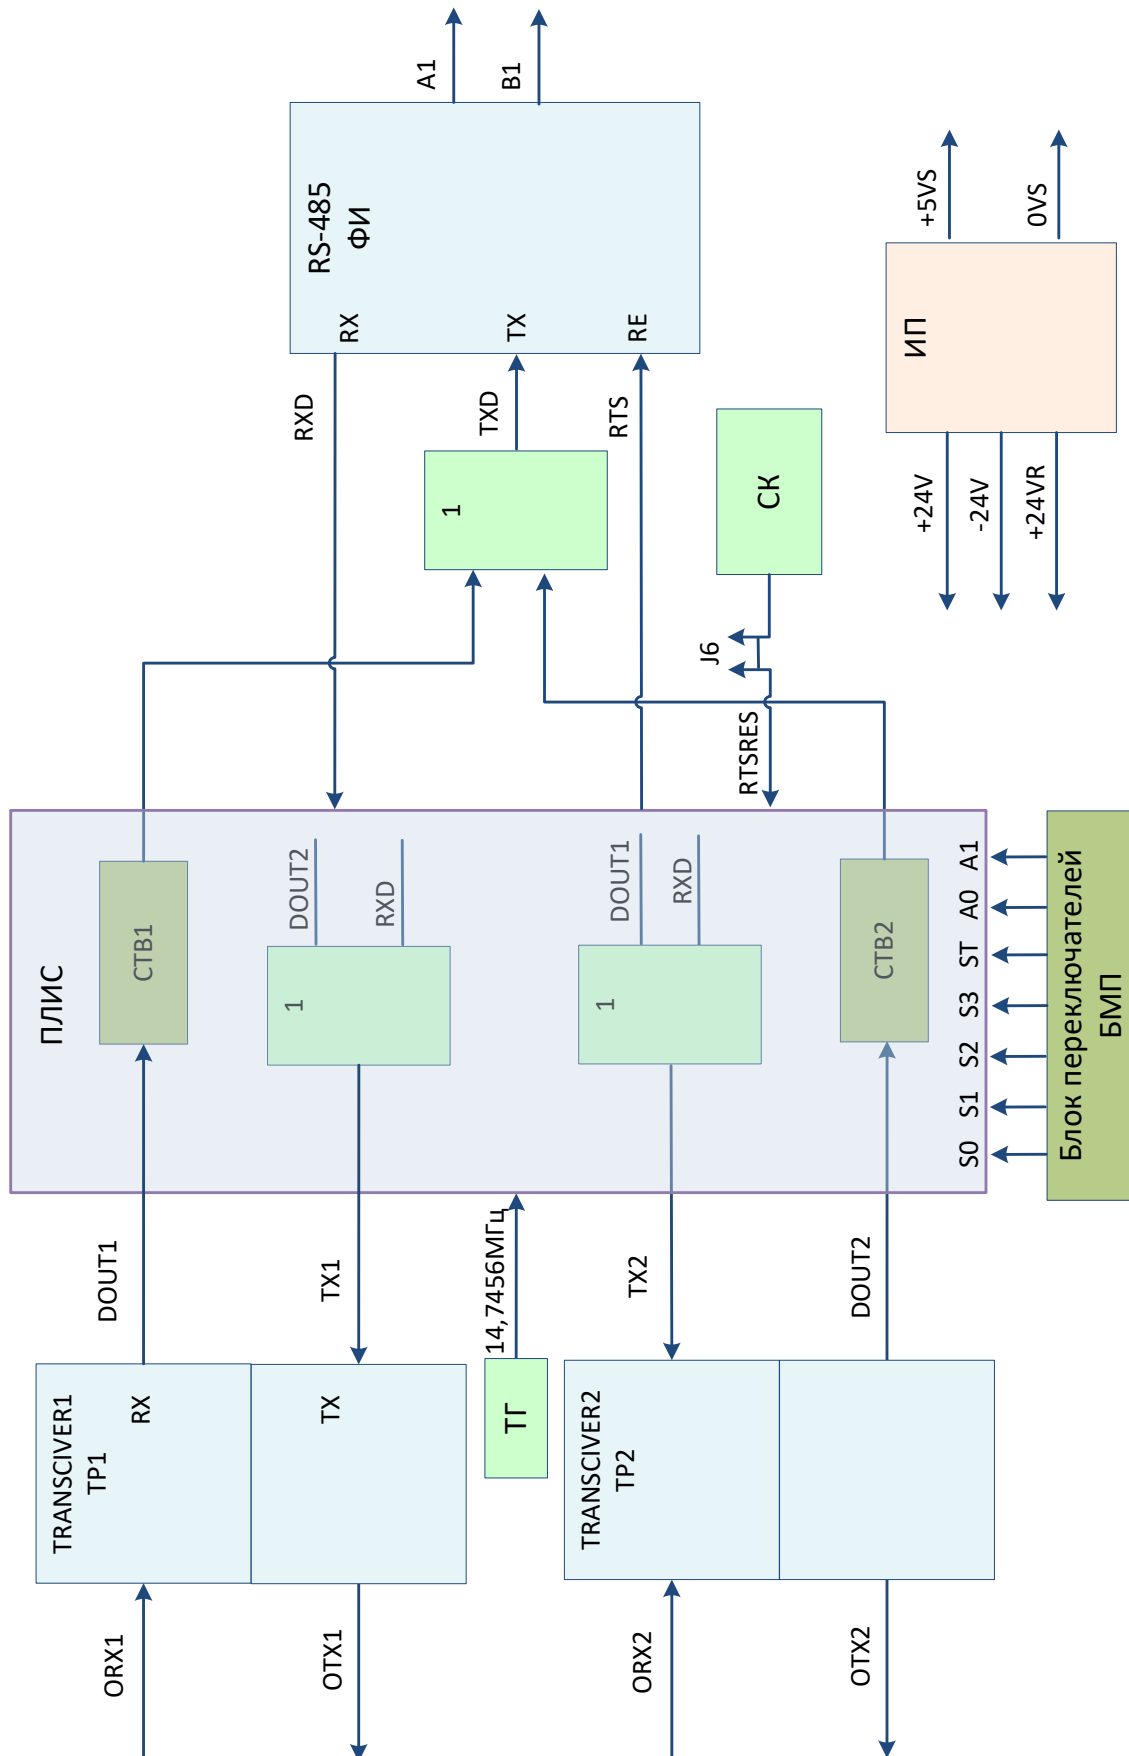 ORX1
TRANSCIVER1
TP1
RX
DOUT1
ПЛИС
СТВ1
OTX1
TX
TX1
1
DOUT2
RXD
RXD
RS-485
ФИ
RX
A1
B1
1
TXD
TX
ТГ
14,7456МГц
ORX2
TRANSCIVER2
TP2
TX2
1
DOUT1
RXD
RTS
RE
OTX2
DOUT2
СТВ2
RTSRES
J6
СК
S0
S1
S2
S3
ST
A0
A1
Блок переключателей
БМП
+24V
-24V
+24VR
ИП
+5VS
0VS